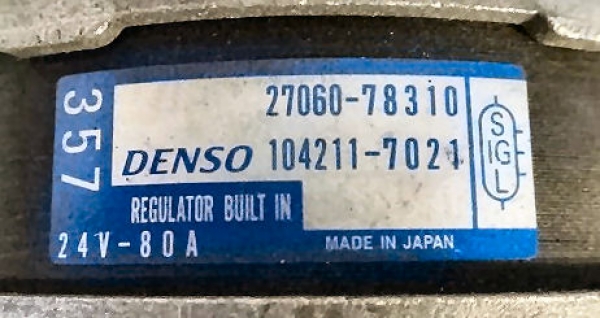 357
27060-78310
DENSO 104211-7021
REGULATOR BUILT IN
24V-80A
MADE IN JAPAN
S
IG
L